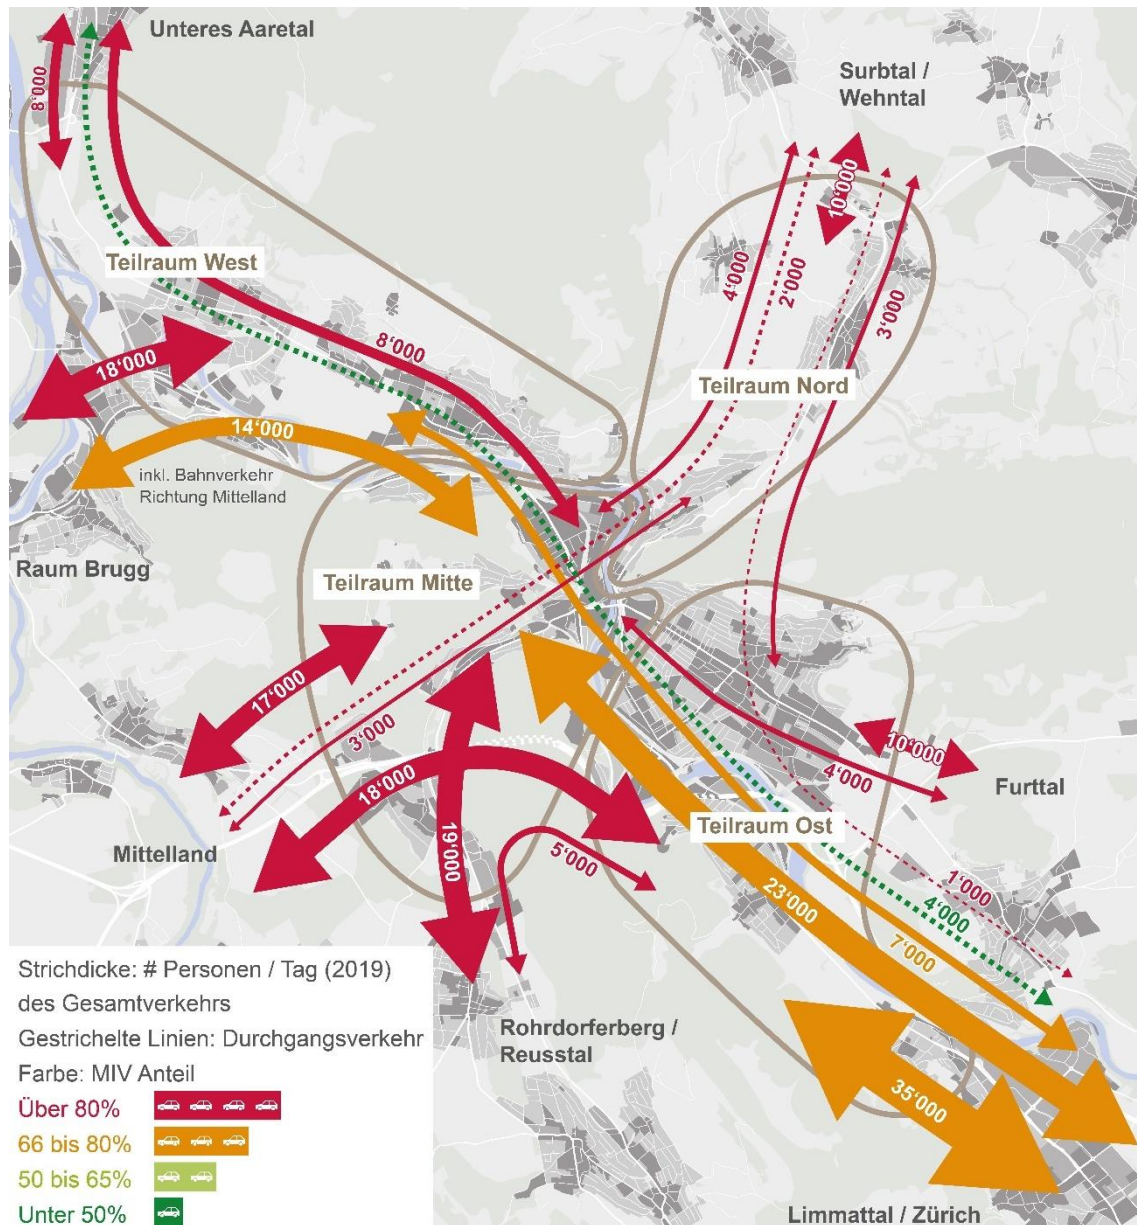 Unteres Aaretal
Surbtal /
Wehntal
8'000
10'000
Teilraum West
4'000
2'000
3'000
8'000
18'000
Teilraum Nord
14'000
inkl. Bahnverkehr
Richtung Mittelland
Raum Brugg
Teilraum Mitte
17'000
3'000
10'000
4'000
Furttal
18'000
Mittelland
19'000
Teilraum Ost
5'000
1'000
4'000
23'000
7'000
Strichdicke: # Personen / Tag (2019)
des Gesamtverkehrs
Gestrichelte Linien: Durchgangsverkehr
Farbe: MIV Anteil
Über 80%
66 bis 80%
50 bis 65%
Unter 50%
Rohrdorferberg /
Reusstal
35'000
Limmattal / Zürich